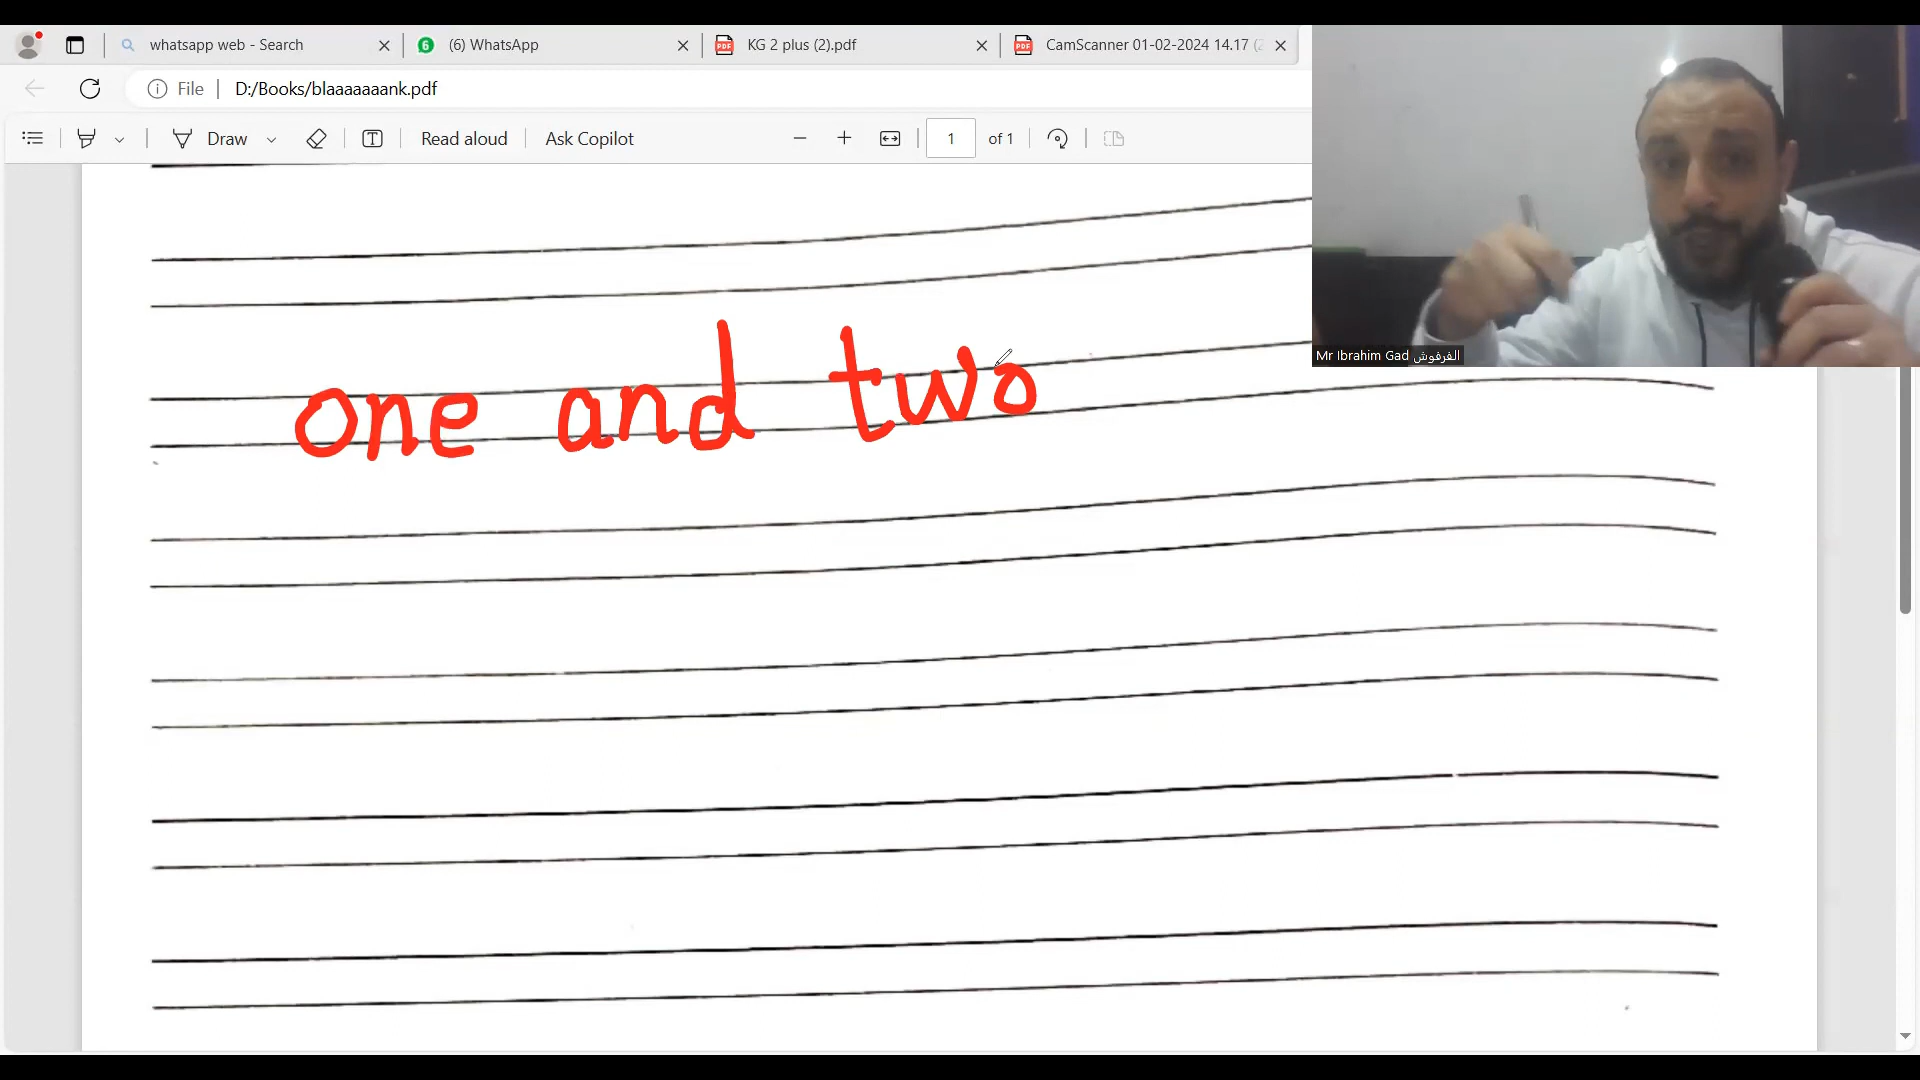 whatsapp web - Search
(6) WhatsApp
KG 2 plus (2).pdf
CamScanner 01-02-2024 14.17 (2
File
D:/Books/blaaaaaaank.pdf
Draw
Read aloud
Ask Copilot
1 of 1
Mr Ibrahim Gad الفرفوش
one and two